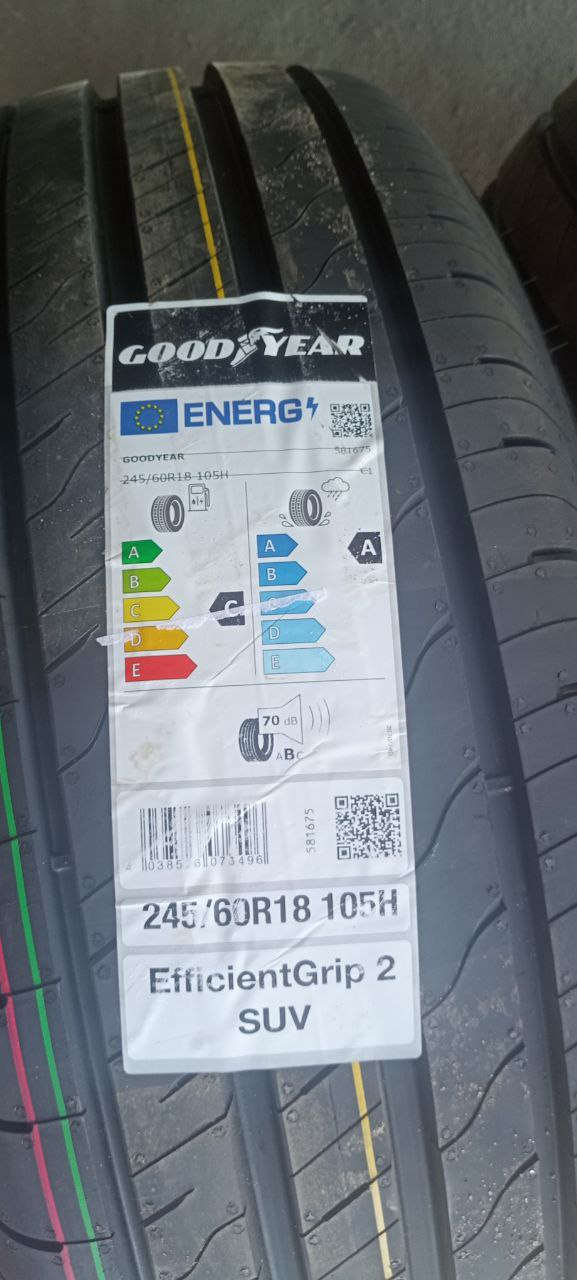 GOODYEAR
ENERG
GOODYEAR
581675
245/60R18 105H
C1
A
B
C
D
E
C
A
B
C
D
E
A
70 dB
ABC
4 038526 073496
581675
245/60R18 105H
EfficientGrip 2
SUV